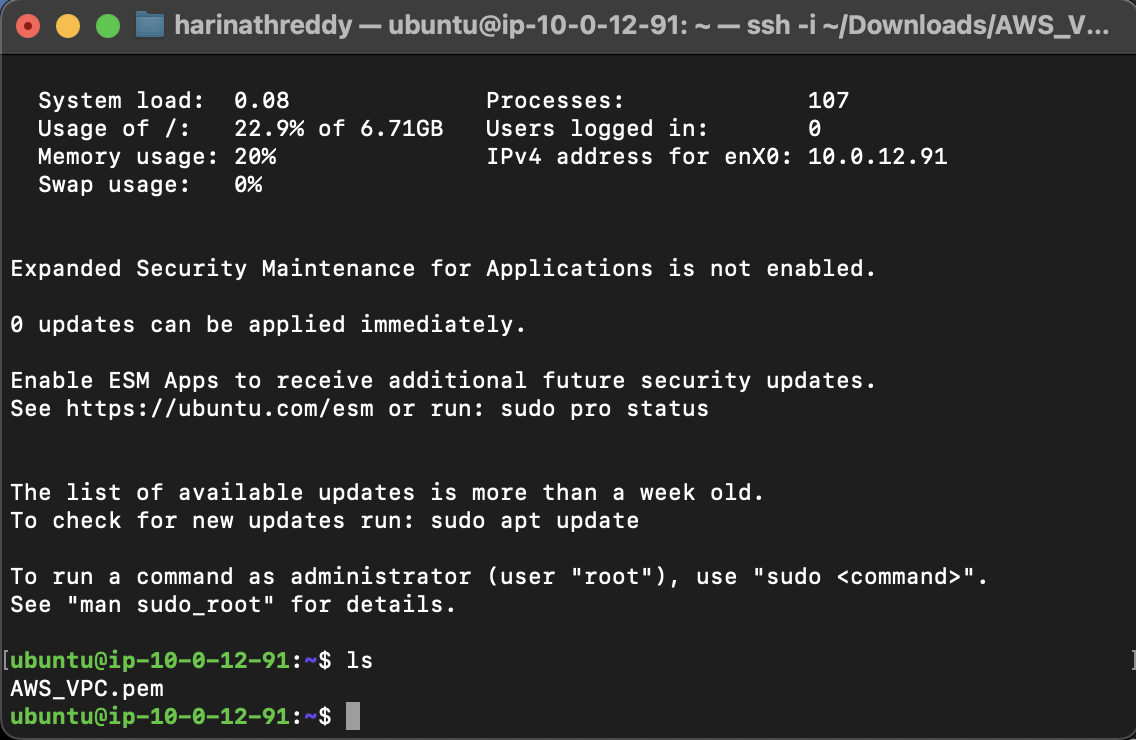 harinathreddy — ubuntu@ip-10-0-12-91: ~ — ssh -i ~/Downloads/AWS_V...
System load: 0.08 Processes: 107
Usage of /: 22.9% of 6.71GB Users logged in: 0
Memory usage: 20% IPv4 address for enX0: 10.0.12.91
Swap usage: 0%
Expanded Security Maintenance for Applications is not enabled.
0 updates can be applied immediately.
Enable ESM Apps to receive additional future security updates.
See https://ubuntu.com/esm or run: sudo pro status
The list of available updates is more than a week old.
To check for new updates run: sudo apt update
To run a command as administrator (user "root"), use "sudo <command>".
See "man sudo_root" for details.
[ubuntu@ip-10-0-12-91:~$ ls ]
AWS_VPC.pem
ubuntu@ip-10-0-12-91:~$